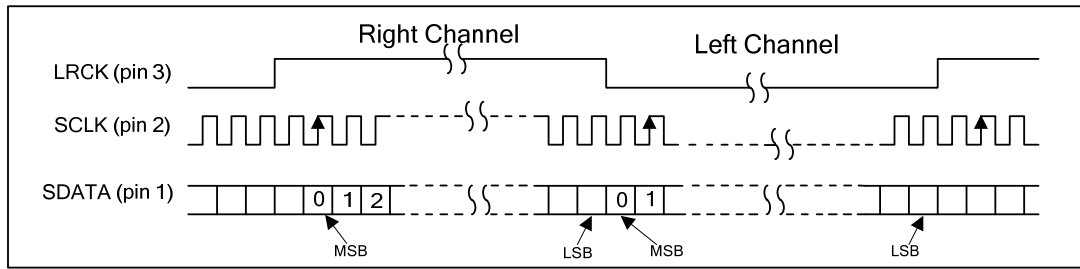 Right Channel
Left Channel
LRCK (pin 3)
SCLK (pin 2)
SDATA (pin 1)
0 1 2
0 1
MSB
LSB
MSB
LSB